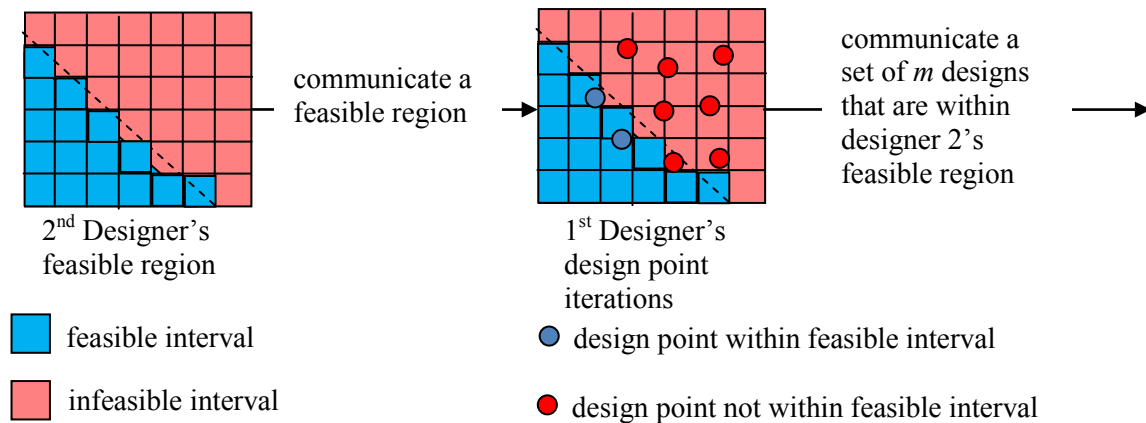 communicate a
feasible region
communicate a
set of m designs
that are within
designer 2’s
feasible region
2nd Designer’s
feasible region
1st Designer’s
design point
iterations
feasible interval
design point within feasible interval
infeasible interval
design point not within feasible interval